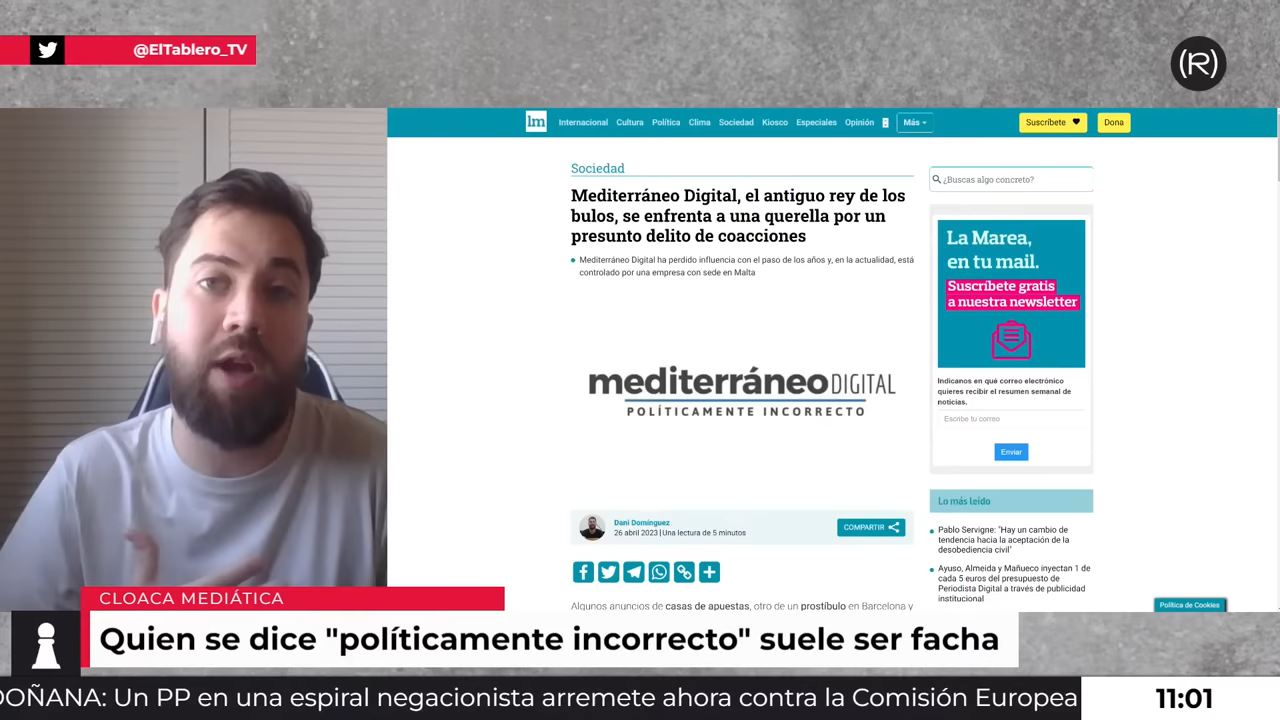 @ElTablero_TV
(R)
lm
Internacional Cultura Política Clima Sociedad Kiosco Especiales Opinión Más
Suscríbete Dona
Sociedad
Mediterráneo Digital, el antiguo rey de los
bulos, se enfrenta a una querella por un
presunto delito de coacciones
Mediterráneo Digital ha perdido influencia con el paso de los años y, en la actualidad, está
controlado por una empresa con sede en Malta
mediterráneo DIGITAL
POLÍTICAMENTE INCORRECTO
Dani Domínguez
26 abril 2023 | Una lectura de 5 minutos
COMPARTIR
Algunos anuncios de casas de apuestas, otro de un prostíbulo en Barcelona y
¿Buscas algo concreto?
La Marea,
en tu mail.
Suscríbete gratis
a nuestra newsletter
Indícanos en qué correo electrónico
quieres recibir el resumen semanal de
noticias.
Escribe tu correo
Enviar
Lo más leído
Pablo Servigne: "Hay un cambio de
tendencia hacia la aceptación de la
desobediencia civil"
Ayuso, Almeida y Mañueco inyectan 1 de
cada 5 euros del presupuesto de
Periodista Digital a través de publicidad
institucional
Política de Cookies
CLOACA MEDIÁTICA
Quien se dice "políticamente incorrecto" suele ser facha
DOÑANA: Un PP en una espiral negacionista arremete ahora contra la Comisión Europea
11:01